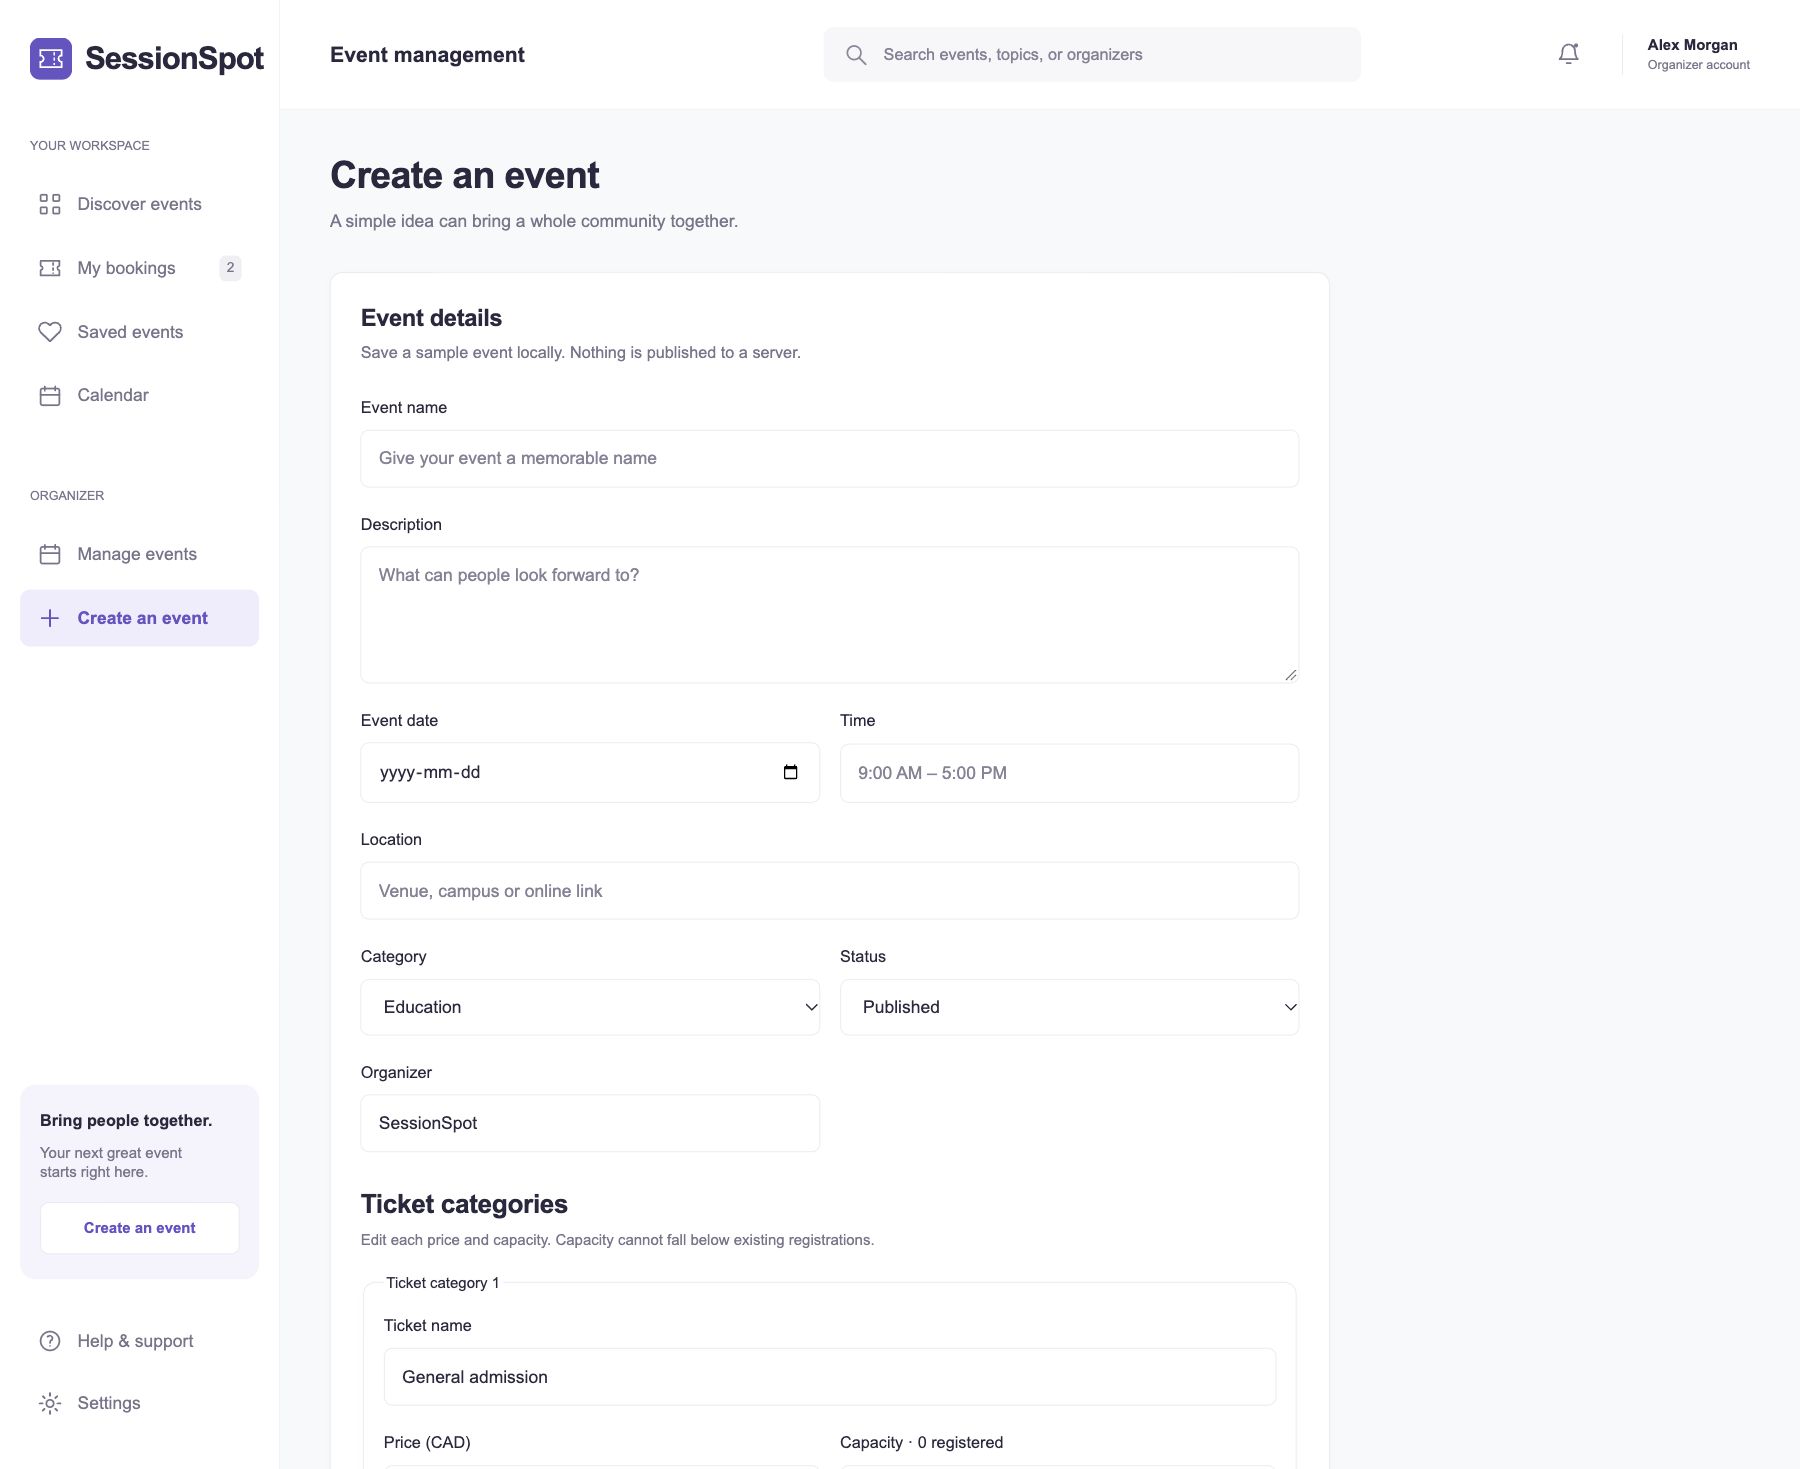 SessionSpot
Event management
Search events, topics, or organizers
Alex Morgan
Organizer account
YOUR WORKSPACE
Discover events
My bookings
2
Saved events
Calendar
ORGANIZER
Manage events
Create an event
Bring people together.
Your next great event
starts right here.
Create an event
Help & support
Settings
Create an event
A simple idea can bring a whole community together.
Event details
Save a sample event locally. Nothing is published to a server.
Event name
Give your event a memorable name
Description
What can people look forward to?
Event date
Time
yyyy-mm-dd
9:00 AM – 5:00 PM
Location
Venue, campus or online link
Category
Status
Education
Published
Organizer
SessionSpot
Ticket categories
Edit each price and capacity. Capacity cannot fall below existing registrations.
Ticket category 1
Ticket name
General admission
Price (CAD)
Capacity · 0 registered